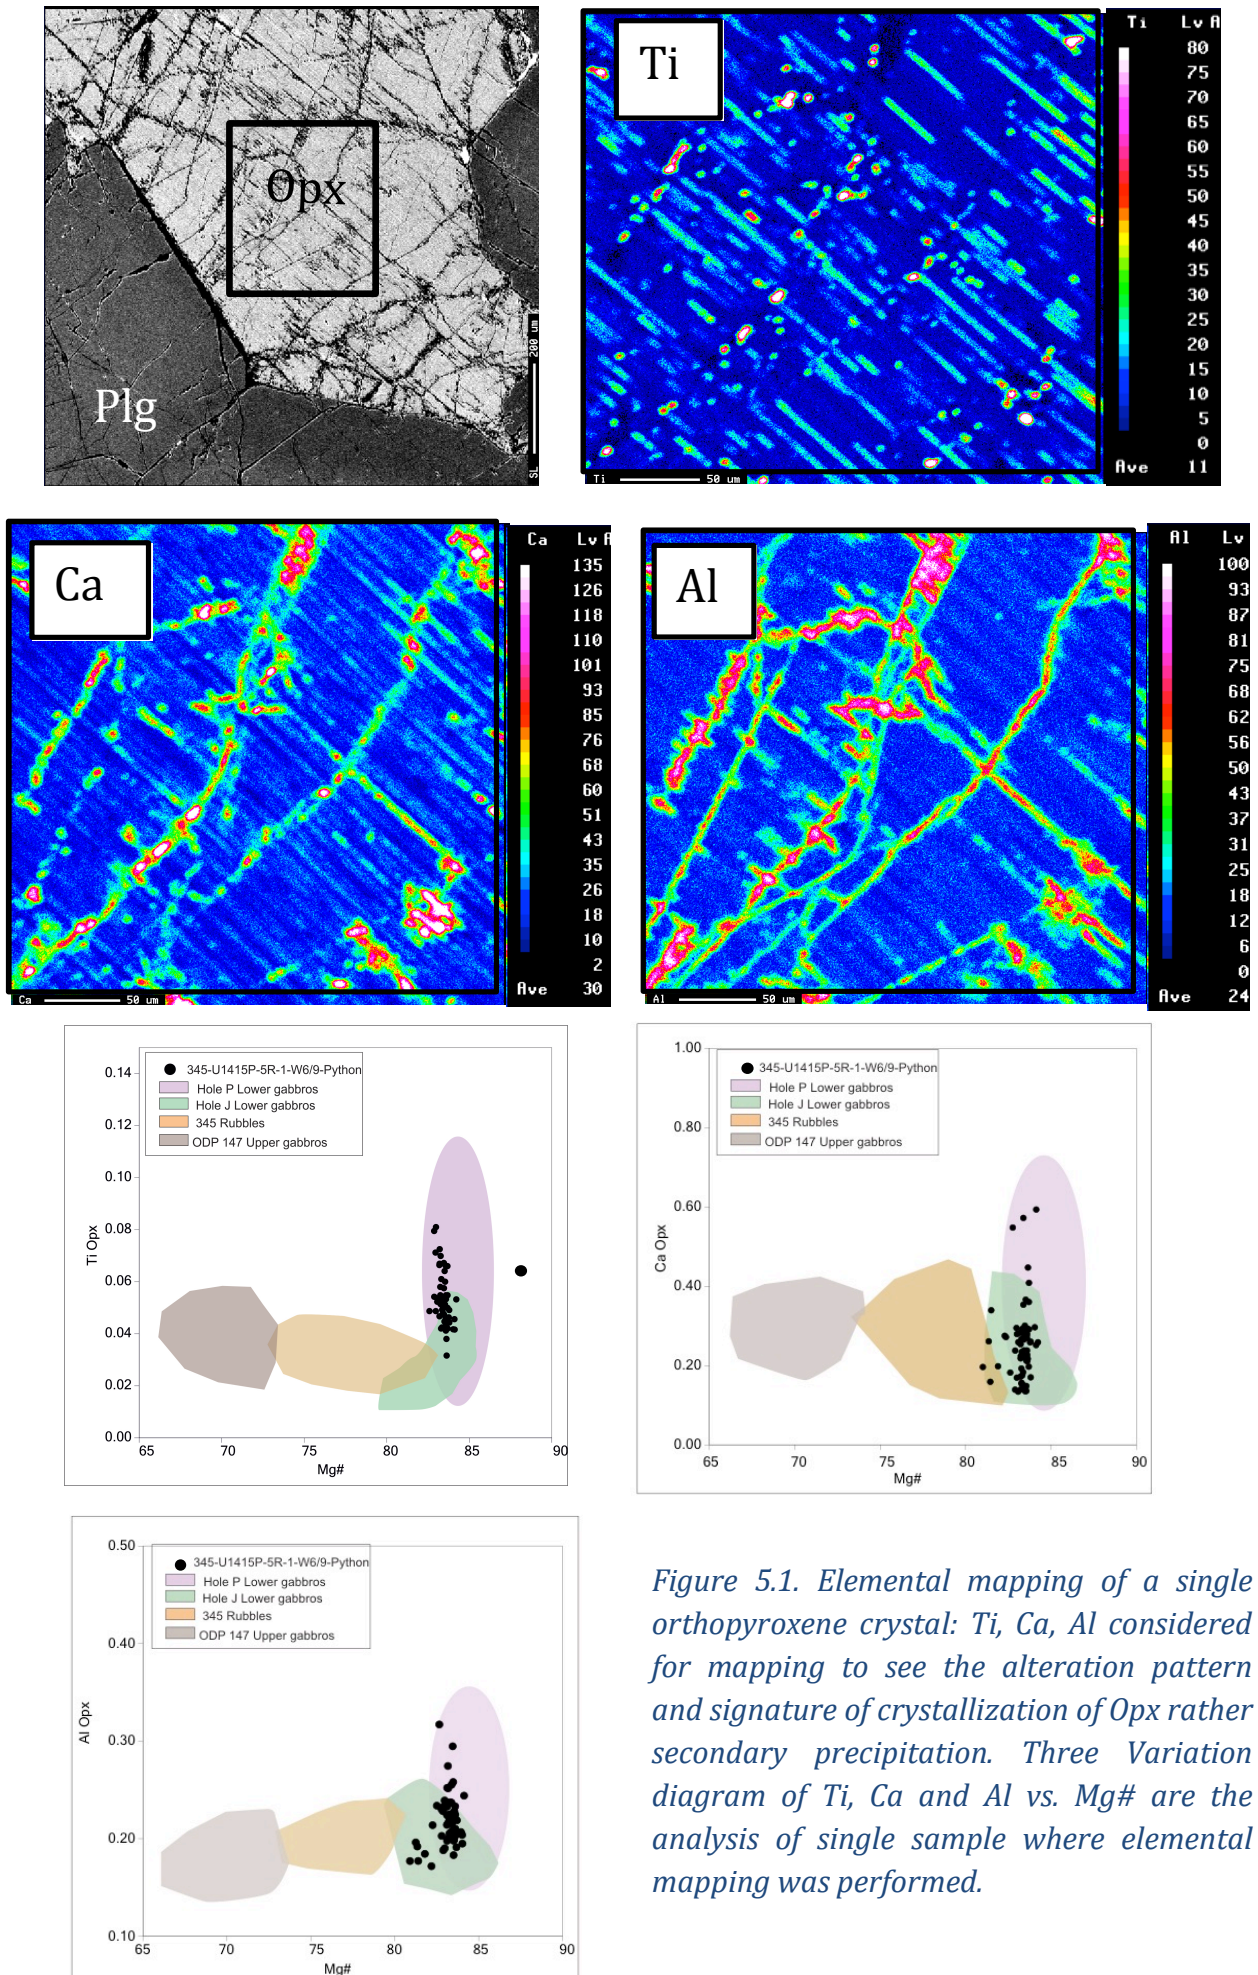 Opx
Plg
SL 200 um
Ti
Ti Lv A
80
75
70
65
60
55
50
45
40
35
30
25
20
15
10
5
0
Ave 11
Ti 50 um
Ca
Ca Lv A
135
126
118
110
101
93
85
76
68
60
51
43
35
26
18
10
2
Ave 30
Ca 50 um
Al
Al Lv
100
93
87
81
75
68
62
56
50
43
37
31
25
18
12
6
0
Ave 24
Al 50 um
345-U1415P-5R-1-W6/9-Python
Hole P Lower gabbros
Hole J Lower gabbros
345 Rubbles
ODP 147 Upper gabbros
Ti Opx
0.14
0.12
0.10
0.08
0.06
0.04
0.02
0.00
65 70 75 80 85 90
Mg#
345-U1415P-5R-1-W6/9-Python
Hole P Lower gabbros
Hole J Lower gabbros
345 Rubbles
ODP 147 Upper gabbros
Ca Opx
1.00
0.80
0.60
0.40
0.20
0.00
65 70 75 80 85 90
Mg#
345-U1415P-5R-1-W6/9-Python
Hole P Lower gabbros
Hole J Lower gabbros
345 Rubbles
ODP 147 Upper gabbros
Al Opx
0.50
0.40
0.30
0.20
0.10
65 70 75 80 85 90
Mg#
Figure 5.1. Elemental mapping of a single
orthopyroxene crystal: Ti, Ca, Al considered
for mapping to see the alteration pattern
and signature of crystallization of Opx rather
secondary precipitation. Three Variation
diagram of Ti, Ca and Al vs. Mg# are the
analysis of single sample where elemental
mapping was performed.